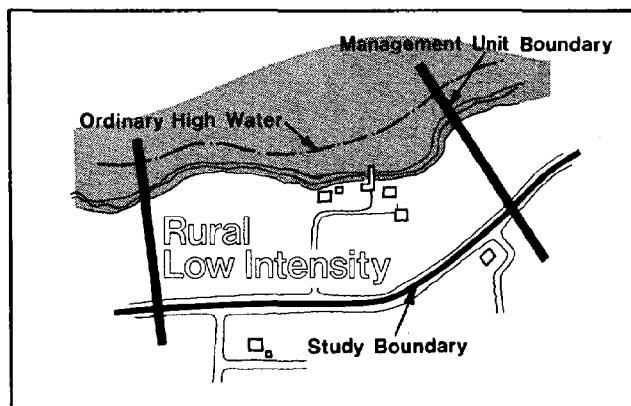 Management Unit Boundary
Ordinary High Water
Rural
Low Intensity
Study Boundary